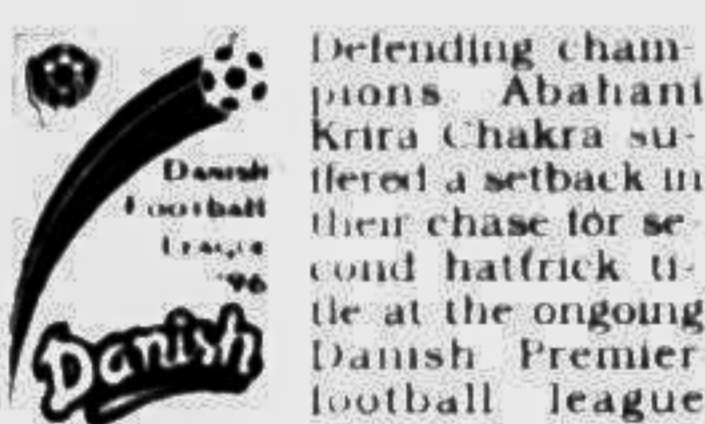 Danish
Football
League
'96
Danish
Defending cham-
pions Abahani
Krira Chakra su-
ffered a setback in
their chase for se-
cond hattrick ti-
tle at the ongoing
Danish Premier
football league